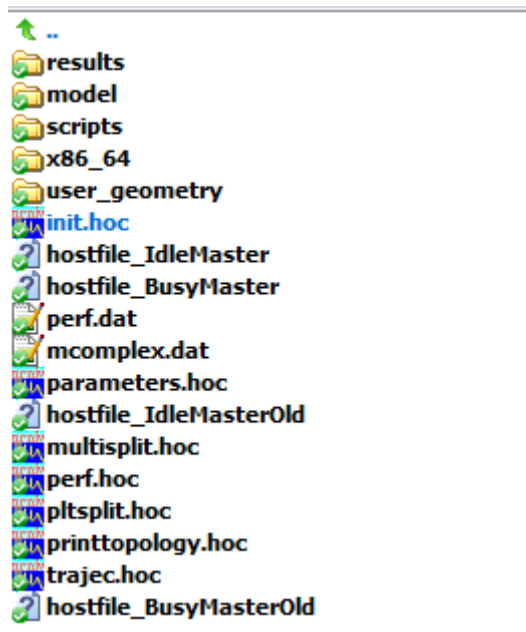 ..
results
model
scripts
x86_64
user_geometry
init.hoc
hostfile_IdleMaster
hostfile_BusyMaster
perf.dat
mcomplex.dat
parameters.hoc
hostfile_IdleMasterOld
multisplit.hoc
perf.hoc
pltsplit.hoc
printtopology.hoc
trajec.hoc
hostfile_BusyMasterOld